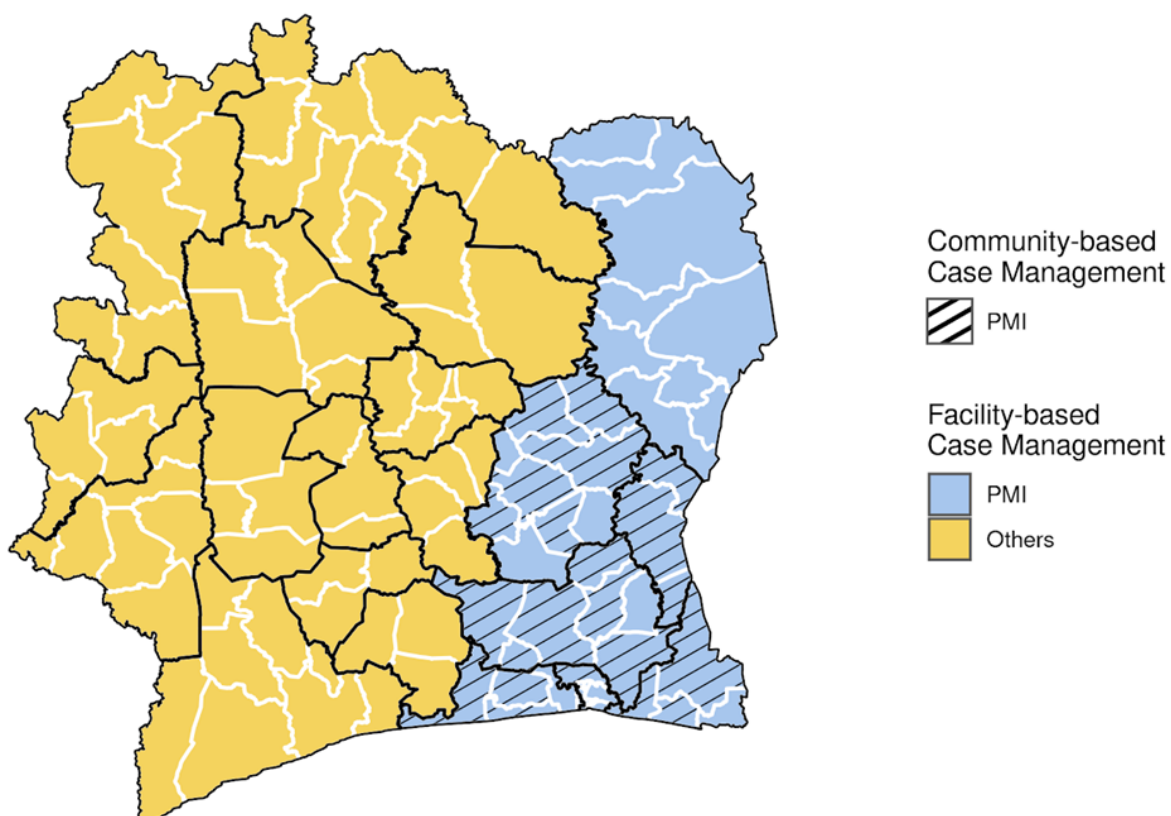 Community-based
Case Management
PMI
Facility-based
Case Management
PMI
Others